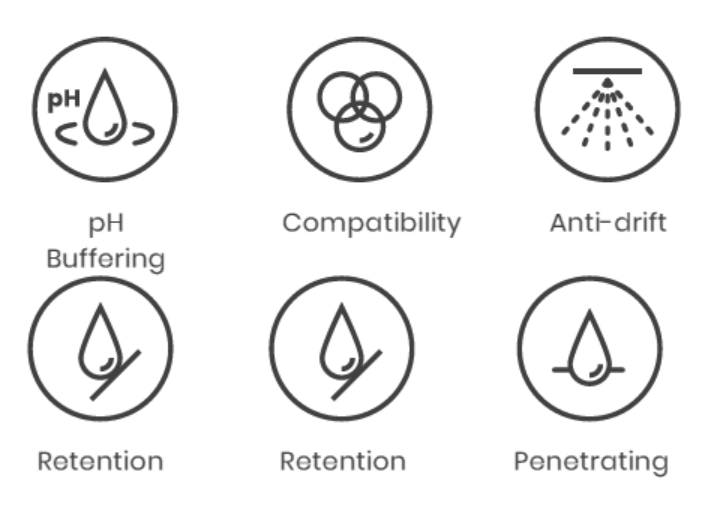 pH
pH
Buffering
Compatibility
Anti-drift
Retention
Retention
Penetrating